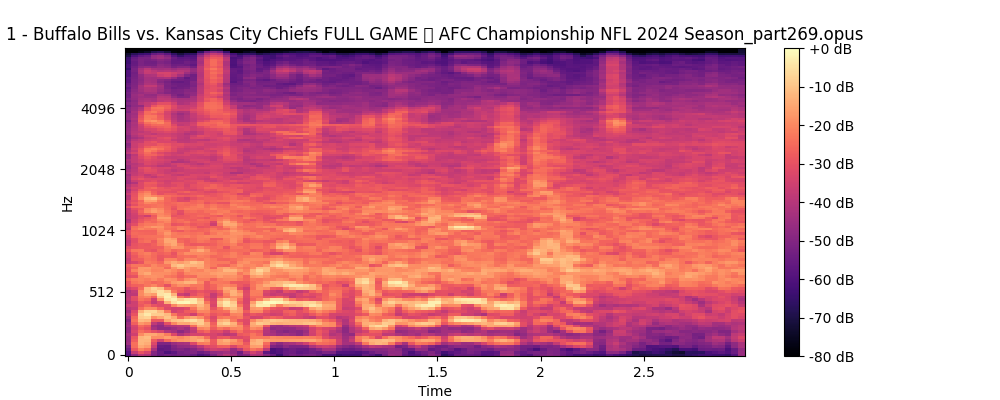 1 - Buffalo Bills vs. Kansas City Chiefs FULL GAME ▯ AFC Championship NFL 2024 Season_part269.opus
+0 dB
-10 dB
4096
-20 dB
-30 dB
2048
Hz
-40 dB
1024
-50 dB
-60 dB
512
-70 dB
0
-80 dB
0 0.5 1 1.5 2 2.5
Time